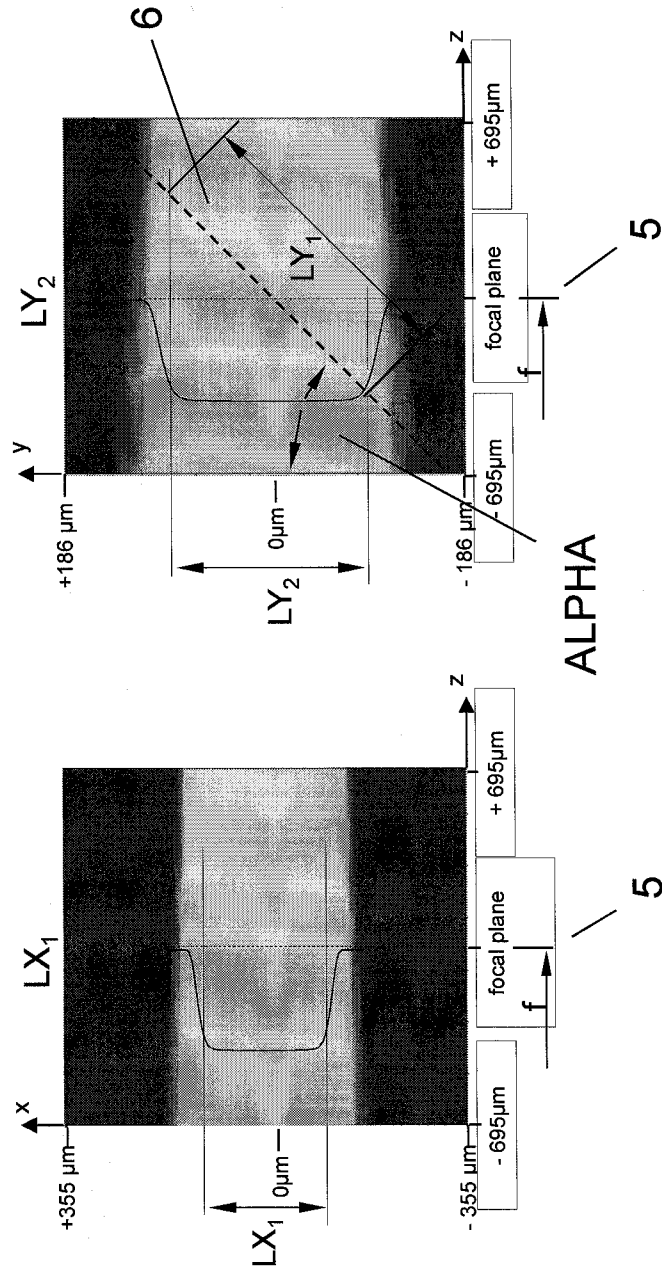 LX₁
x
+355 µm
LX₁
0µm
- 355 µm
z
- 695µm
focal plane
+ 695µm
f
5
LY₂
6
y
+186 µm
LY₁
LY₂
0µm
- 186 µm
z
- 695µm
focal plane
+ 695µm
f
5
ALPHA